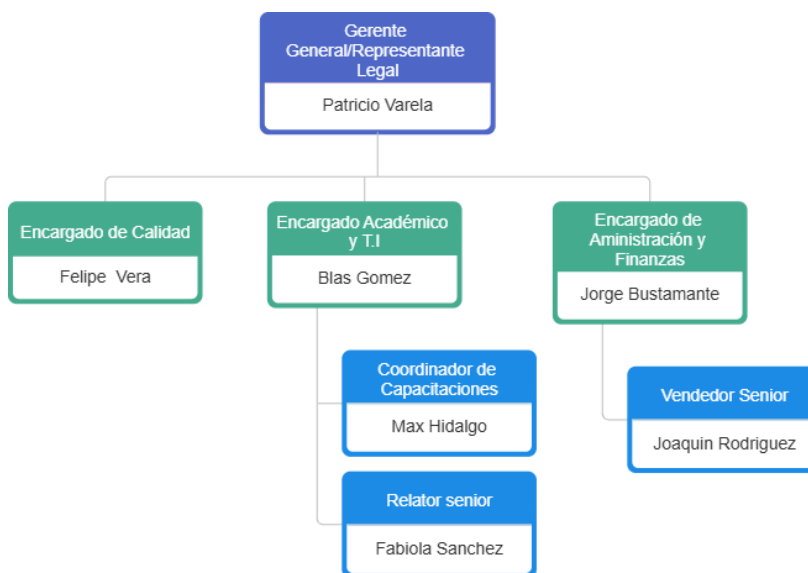 Gerente
General/Representante
Legal
Patricio Varela
Encargado de Calidad
Felipe Vera
Encargado Académico
y T.I
Blas Gomez
Encargado de
Aministración y
Finanzas
Jorge Bustamante
Coordinador de
Capacitaciones
Max Hidalgo
Relator senior
Fabiola Sanchez
Vendedor Senior
Joaquin Rodriguez